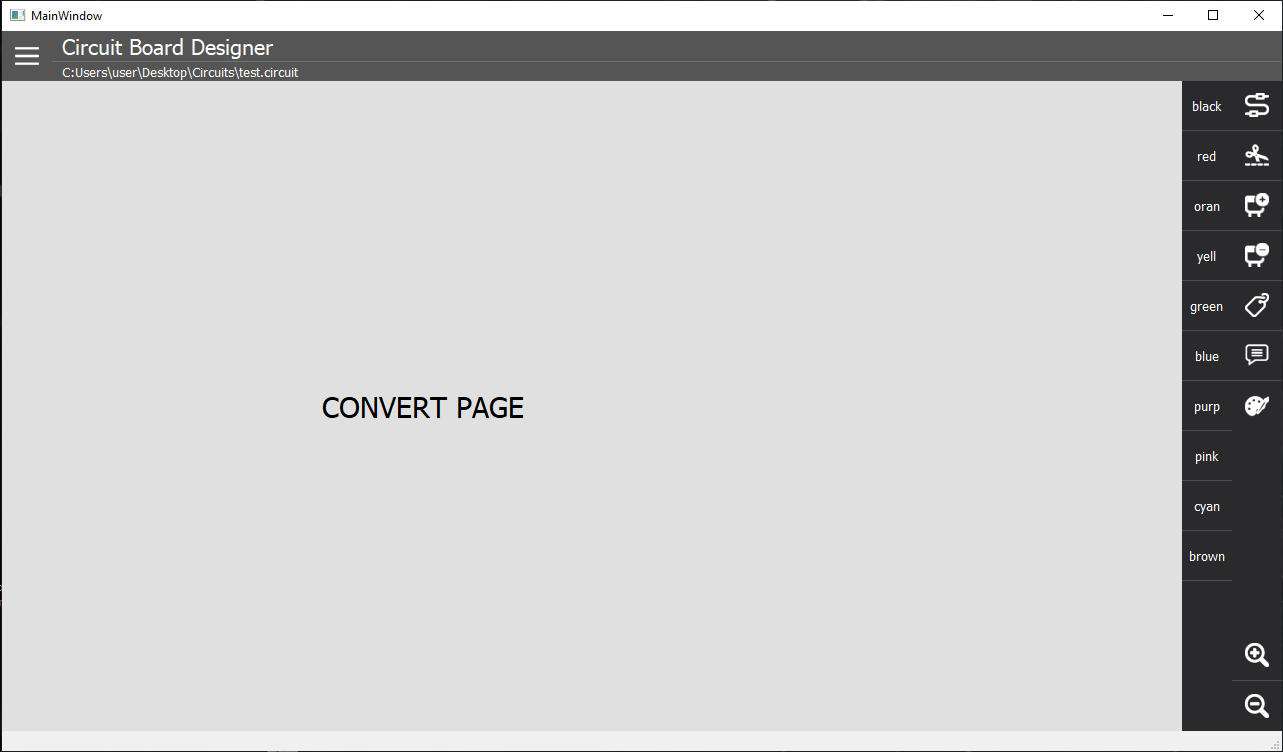 MainWindow
Circuit Board Designer
C:Users\user\Desktop\Circuits\test.circuit
black
red
oran
yell
green
blue
purp
pink
cyan
brown
CONVERT PAGE